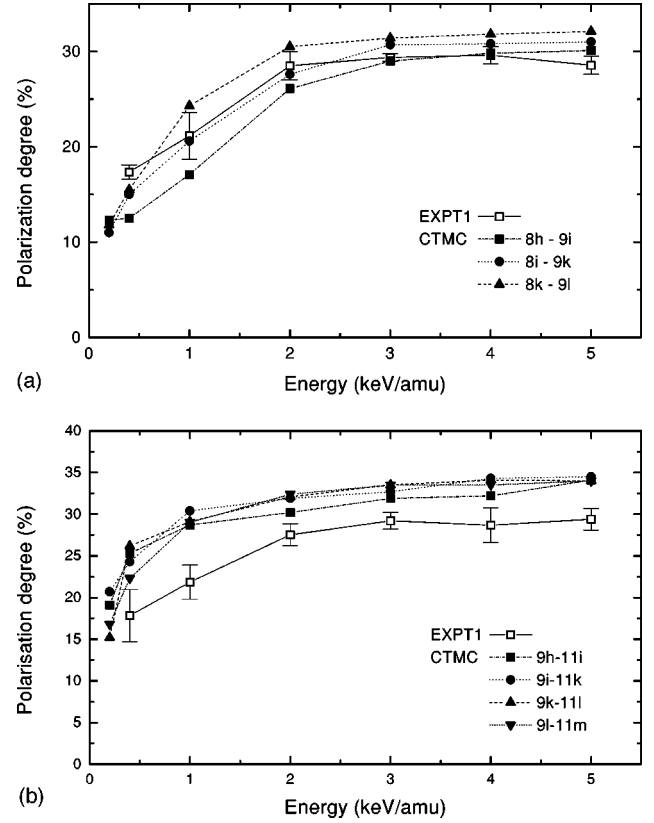 30
20
10
0
Polarization degree (%)
EXPT1
CTMC 8h - 9i
8i - 9k
8k - 9l
0 1 2 3 4 5
(a)
Energy (keV/amu)
40
35
30
25
20
15
10
5
0
Polarisation degree (%)
EXPT1
CTMC 9h-11i
9i-11k
9k-11l
9l-11m
0 1 2 3 4 5
(b)
Energy (keV/amu)